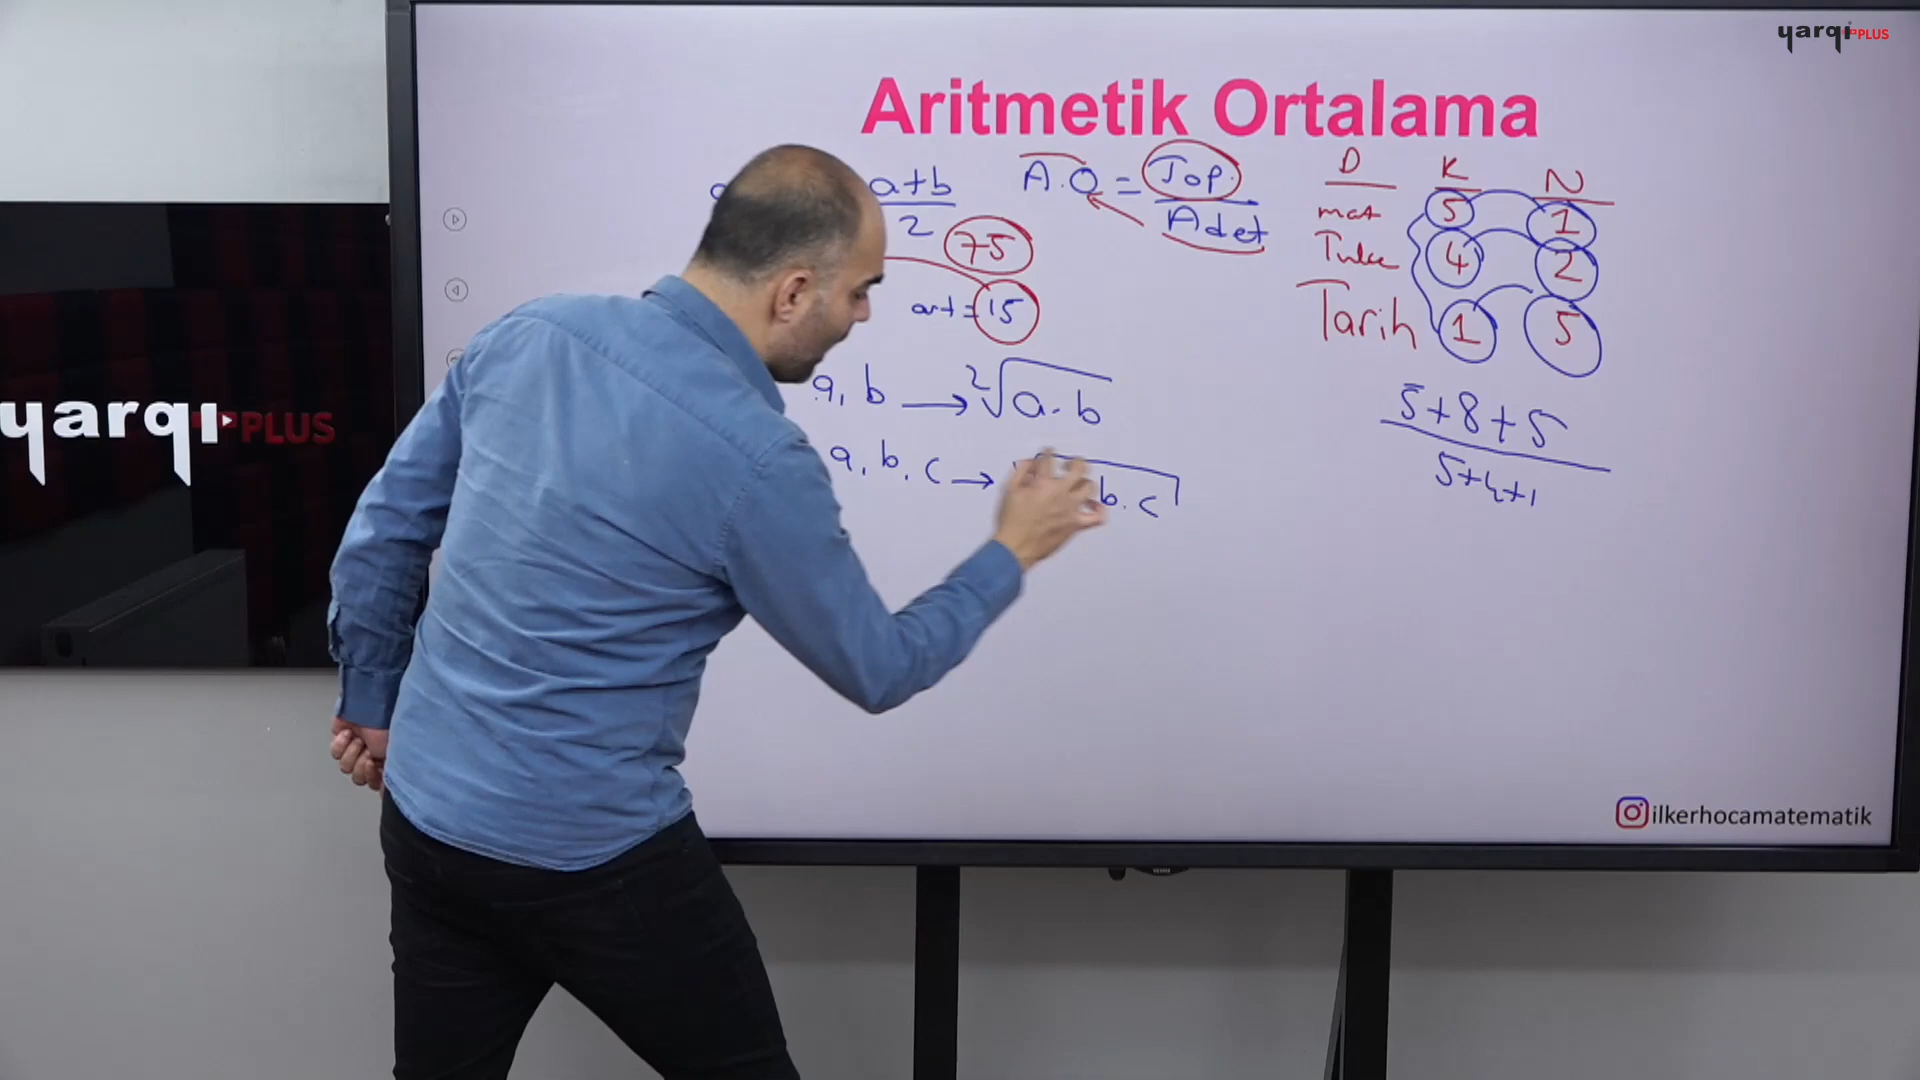 yarqı PLUS
Aritmetik Ortalama
a+b
2
A.O = Top.
Adet
75
art = 15
D K N
mat 5 1
4 2
Tarih 1 5
a, b → ²√a.b
a, b, c → b.c
5+8+5
5+4+1
yarqı PLUS
ilkerhocamatematik